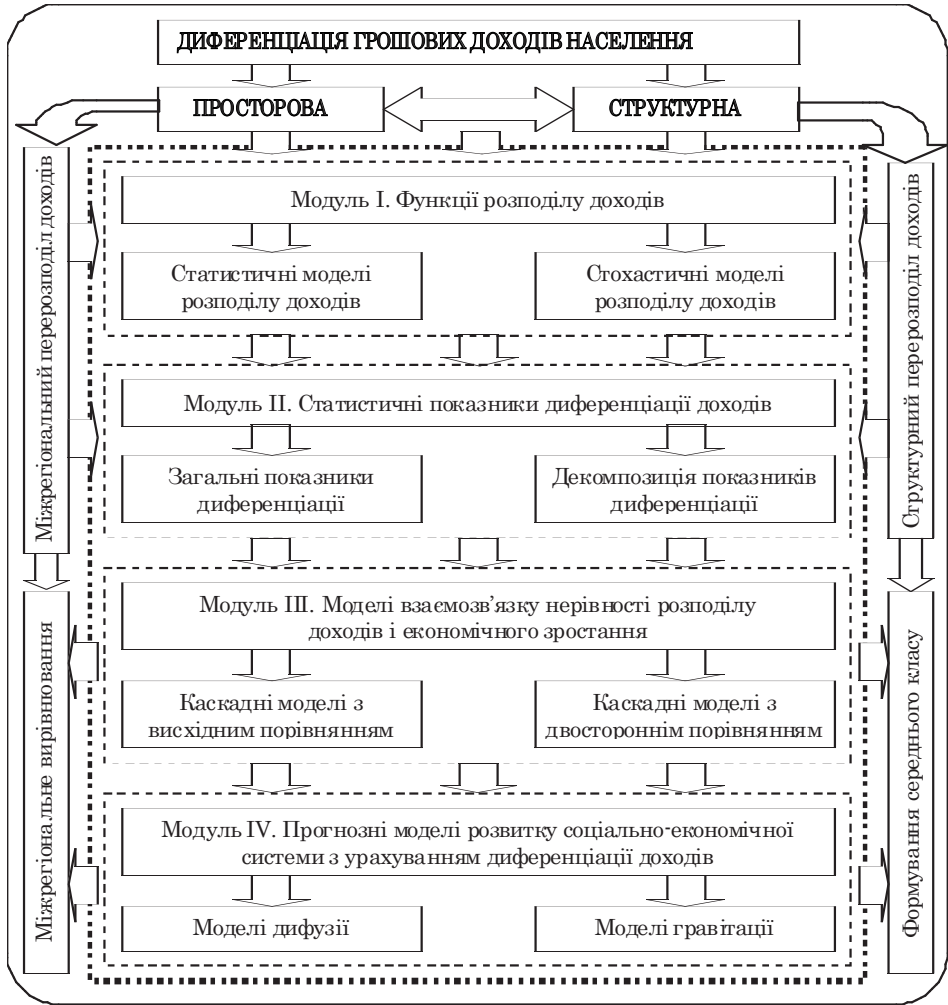 ДИФЕРЕНЦІАЦІЯ ГРОШОВИХ ДОХОДІВ НАСЕЛЕННЯ
ПРОСТОРОВА
СТРУКТУРНА
Міжрегіональний перерозподіл доходів
Структурний перерозподіл доходів
Модуль I. Функції розподілу доходів
Статистичні моделі
розподілу доходів
Стохастичні моделі
розподілу доходів
Модуль II. Статистичні показники диференціації доходів
Загальні показники
диференціації
Декомпозиція показників
диференціації
Міжрегіональне вирівнювання
Формування середнього класу
Модуль III. Моделі взаємозв'язку нерівності розподілу
доходів і економічного зростання
Каскадні моделі з
висхідним порівнянням
Каскадні моделі з
двостороннім порівнянням
Модуль IV. Прогнозні моделі розвитку соціально-економічної
системи з урахуванням диференціації доходів
Моделі дифузії
Моделі гравітації